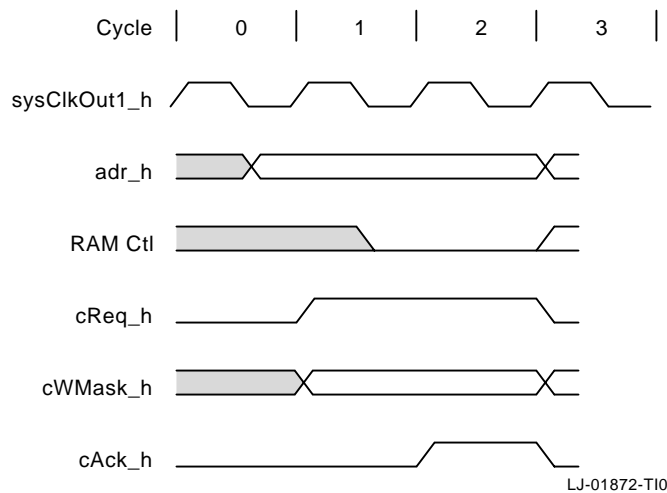 Cycle 0 1 2 3
sysClkOut1_h
adr_h
RAM Ctl
cReq_h
cWMask_h
cAck_h
LJ-01872-TI0